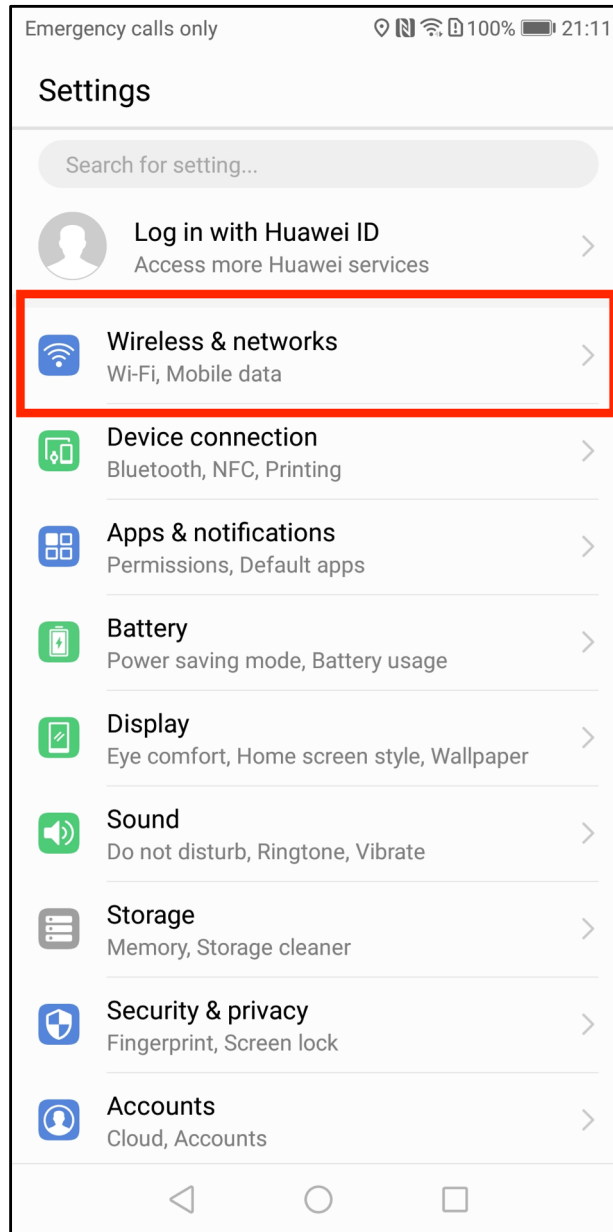 Emergency calls only 100% 21:11
Settings
Search for setting...
Log in with Huawei ID
Access more Huawei services
Wireless & networks
Wi-Fi, Mobile data
Device connection
Bluetooth, NFC, Printing
Apps & notifications
Permissions, Default apps
Battery
Power saving mode, Battery usage
Display
Eye comfort, Home screen style, Wallpaper
Sound
Do not disturb, Ringtone, Vibrate
Storage
Memory, Storage cleaner
Security & privacy
Fingerprint, Screen lock
Accounts
Cloud, Accounts